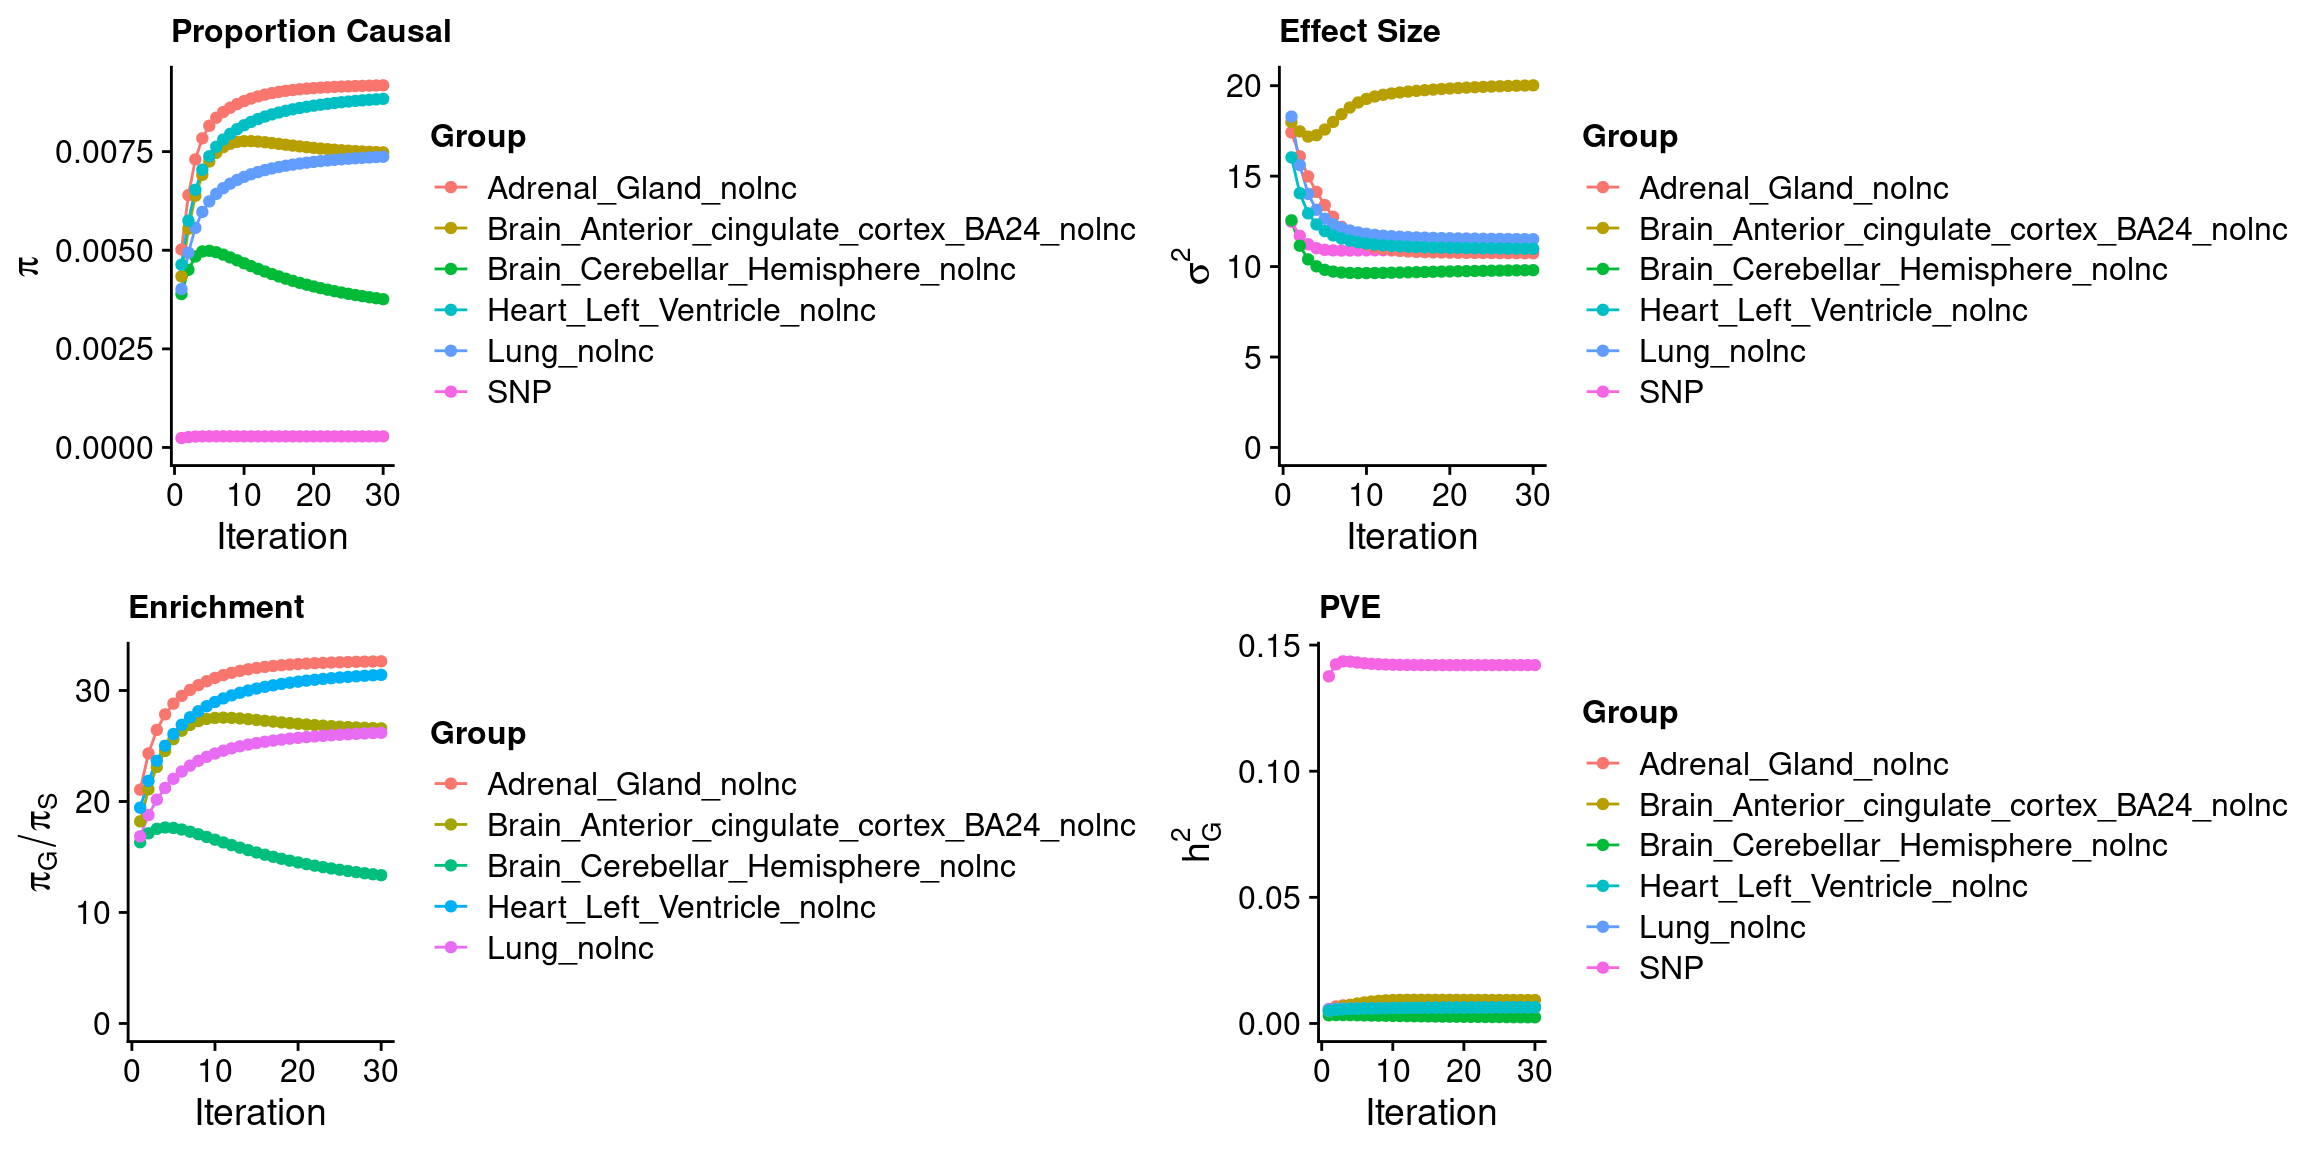 Proportion Causal
π
0.0075
0.0050
0.0025
0.0000
0 10 20 30
Iteration
Group
Adrenal_Gland_nolnc
Brain_Anterior_cingulate_cortex_BA24_nolnc
Brain_Cerebellar_Hemisphere_nolnc
Heart_Left_Ventricle_nolnc
Lung_nolnc
SNP
Effect Size
σ²
20
15
10
5
0
0 10 20 30
Iteration
Group
Adrenal_Gland_nolnc
Brain_Anterior_cingulate_cortex_BA24_nolnc
Brain_Cerebellar_Hemisphere_nolnc
Heart_Left_Ventricle_nolnc
Lung_nolnc
SNP
Enrichment
π_G/π_S
30
20
10
0
0 10 20 30
Iteration
Group
Adrenal_Gland_nolnc
Brain_Anterior_cingulate_cortex_BA24_nolnc
Brain_Cerebellar_Hemisphere_nolnc
Heart_Left_Ventricle_nolnc
Lung_nolnc
PVE
h²_G
0.15
0.10
0.05
0.00
0 10 20 30
Iteration
Group
Adrenal_Gland_nolnc
Brain_Anterior_cingulate_cortex_BA24_nolnc
Brain_Cerebellar_Hemisphere_nolnc
Heart_Left_Ventricle_nolnc
Lung_nolnc
SNP